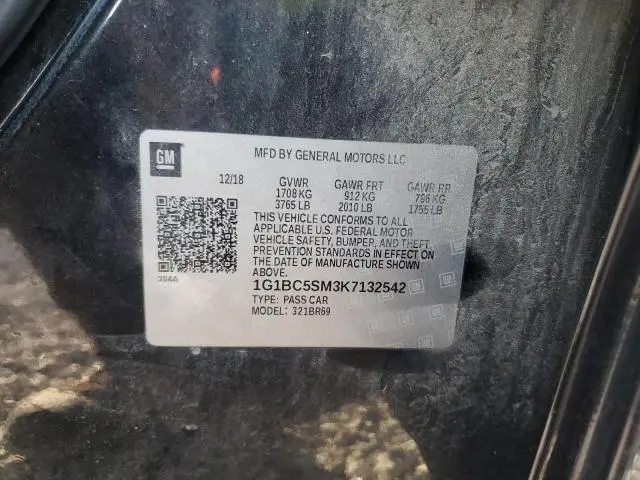 GM
MFD BY GENERAL MOTORS LLC
12/18 GVWR GAWR FRT GAWR RR
1708 KG 912 KG 796 KG
3765 LB 2010 LB 1755 LB
THIS VEHICLE CONFORMS TO ALL
APPLICABLE U.S. FEDERAL MOTOR
VEHICLE SAFETY, BUMPER, AND THEFT
PREVENTION STANDARDS IN EFFECT ON
THE DATE OF MANUFACTURE SHOWN
ABOVE.
384A
1G1BC5SM3K7132542
TYPE: PASS CAR
MODEL: 321BR69